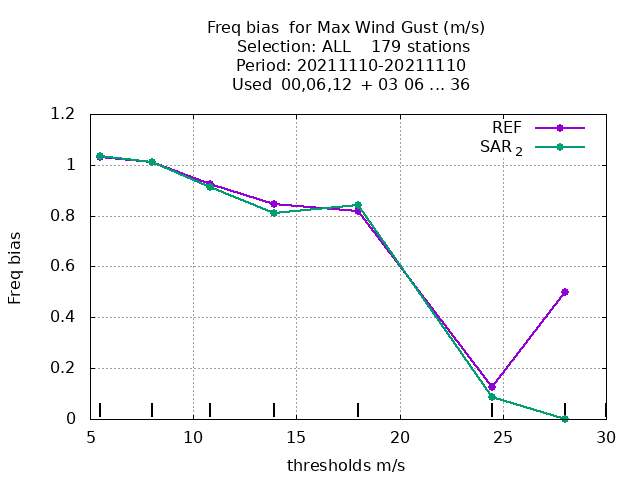 Freq bias for Max Wind Gust (m/s)
Selection: ALL 179 stations
Period: 20211110-20211110
Used 00,06,12 + 03 06 ... 36
REF
SAR 2
1.2
1
0.8
0.6
0.4
0.2
0
Freq bias
5 10 15 20 25 30
thresholds m/s